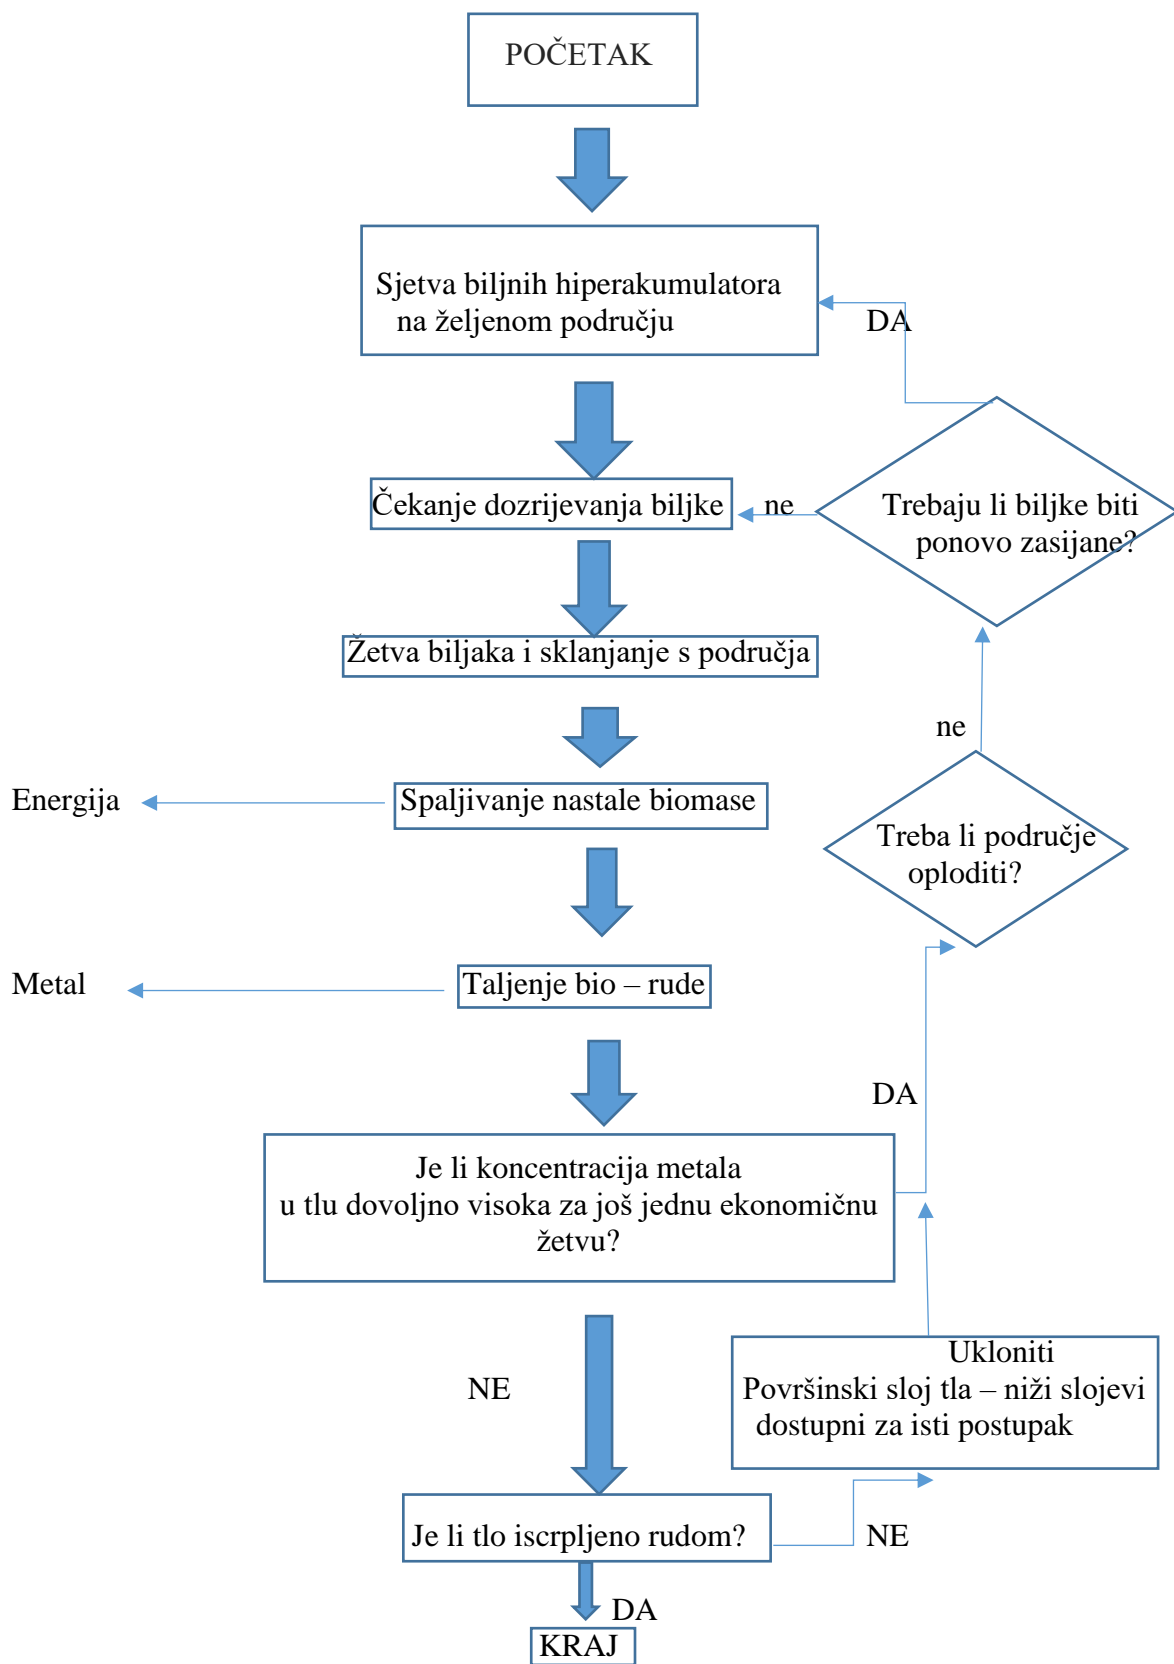 POČETAK
Sjetva biljnih hiperakumulatora
na željenom području
DA
Čekanje dozrijevanja biljke
ne
Trebaju li biljke biti
ponovo zasijane?
Žetva biljaka i sklanjanje s područja
ne
Energija
Spaljivanje nastale biomase
Treba li područje
oploditi?
Metal
Taljenje bio – rude
DA
Je li koncentracija metala
u tlu dovoljno visoka za još jednu ekonomičnu
žetvu?
NE
Ukloniti
Površinski sloj tla – niži slojevi
dostupni za isti postupak
Je li tlo iscrpljeno rudom?
NE
DA
KRAJ